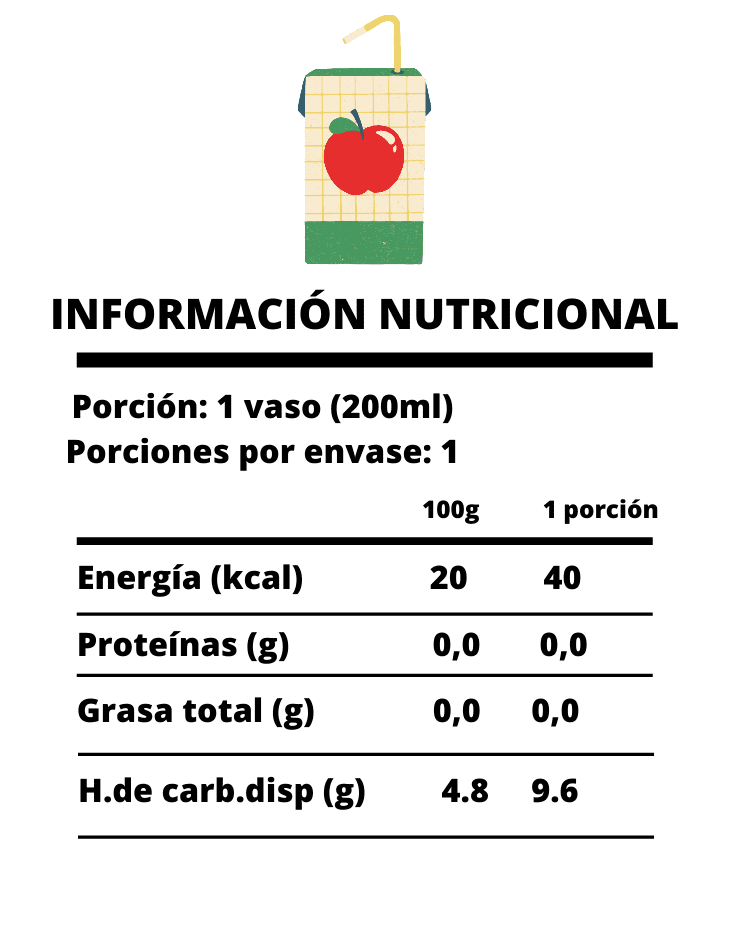 INFORMACIÓN NUTRICIONAL
Porción: 1 vaso (200ml)
Porciones por envase: 1
100g 1 porción
Energía (kcal) 20 40
Proteínas (g) 0,0 0,0
Grasa total (g) 0,0 0,0
H.de carb.disp (g) 4.8 9.6